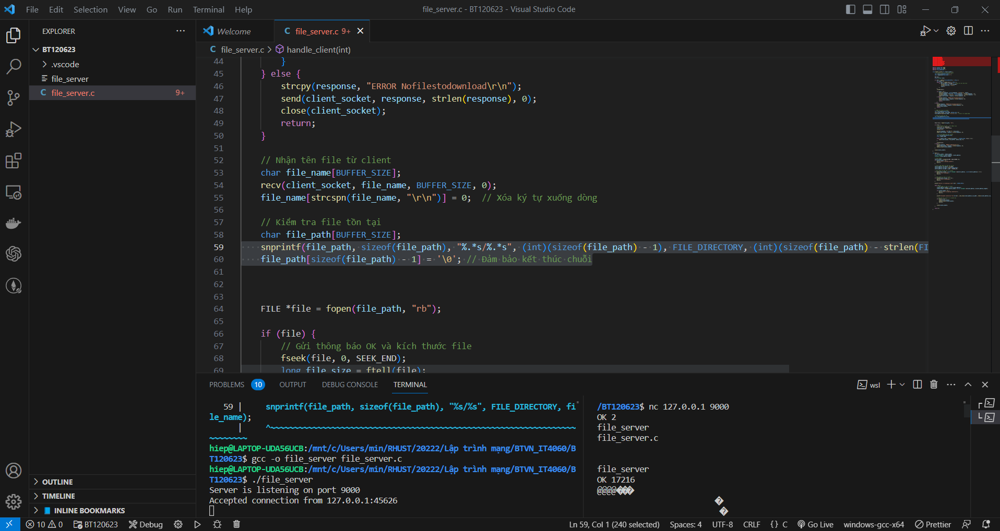 File Edit Selection View Go Run Terminal Help
file_server.c - BT120623 - Visual Studio Code
EXPLORER
BT120623
.vscode
file_server
C file_server.c 9+
Welcome
C file_server.c 9+
C file_server.c > handle_client(int)
44 }
45 } else {
46 strcpy(response, "ERROR Nofilestodownload\r\n");
47 send(client_socket, response, strlen(response), 0);
48 close(client_socket);
49 return;
50 }
51
52 // Nhận tên file từ client
53 char file_name[BUFFER_SIZE];
54 recv(client_socket, file_name, BUFFER_SIZE, 0);
55 file_name[strcspn(file_name, "\r\n")] = 0;  // Xóa ký tự xuống dòng
56
57 // Kiểm tra file tồn tại
58 char file_path[BUFFER_SIZE];
59 snprintf(file_path, sizeof(file_path), "%.*s/%.*s", (int)(sizeof(file_path) - 1), FILE_DIRECTORY, (int)(sizeof(file_path) - strlen(FI
60 file_path[sizeof(file_path) - 1] = '\0'; // Đảm bảo kết thúc chuỗi
61
62
63
64 FILE *file = fopen(file_path, "rb");
65
66 if (file) {
67 // Gửi thông báo OK và kích thước file
68 fseek(file, 0, SEEK_END);
69 long file_size = ftell(file);
PROBLEMS 10 OUTPUT DEBUG CONSOLE TERMINAL
wsl
59 | snprintf(file_path, sizeof(file_path), "%s/%s", FILE_DIRECTORY, fi
le_name);
| ^~~~~~~~~~~~~~~~~~~~~~~~~~~~~~~~~~~~~~~~~~~~~~~~~~~~~~~~~~~~~~~~~~
~~~~~~~~
hiep@LAPTOP-UDA56UCB:/mnt/c/Users/min/RHUST/20222/Lập trình mạng/BTVN_IT4060/B
T120623$ gcc -o file_server file_server.c
hiep@LAPTOP-UDA56UCB:/mnt/c/Users/min/RHUST/20222/Lập trình mạng/BTVN_IT4060/B
T120623$ ./file_server
Server is listening on port 9000
Accepted connection from 127.0.0.1:45626
/BT120623$ nc 127.0.0.1 9000
OK 2
file_server
file_server.c
file_server
OK 17216
@@@@���
�
�
OUTLINE
TIMELINE
INLINE BOOKMARKS
10 0 BT120623 Debug
Ln 59, Col 1 (240 selected) Spaces: 4 UTF-8 CRLF {} C Go Live windows-gcc-x64 Prettier